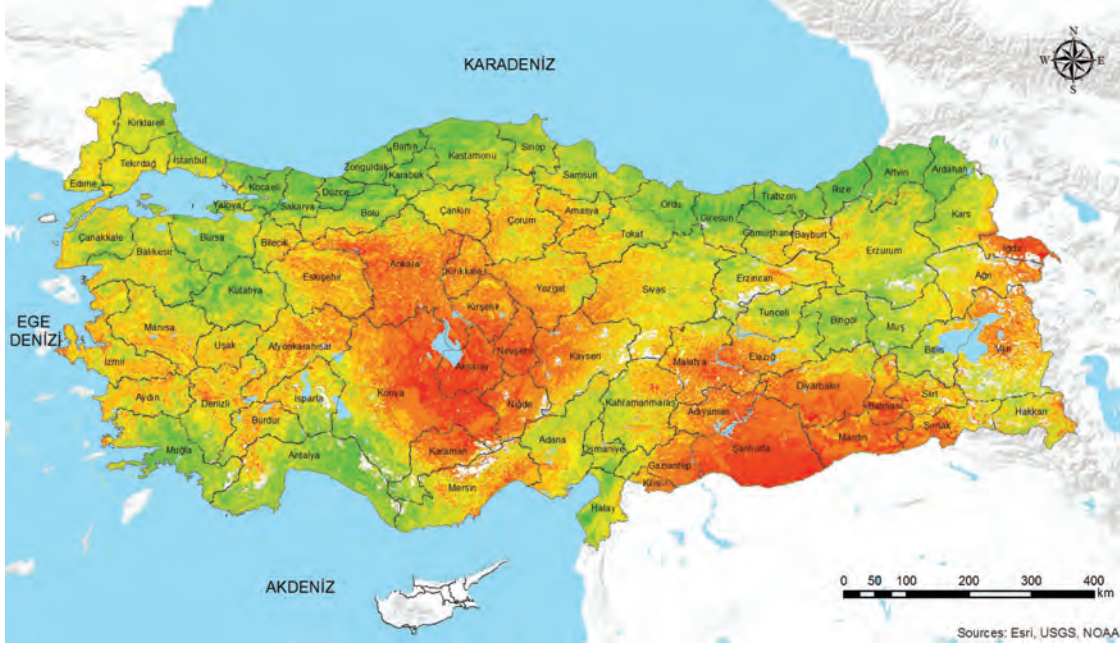 KARADENİZ
N
W E
S
Kırklareli
Tekirdağ
İstanbul
Edirne
Kocaeli
Yalova
Sakarya
Düzce
Zonguldak
Bartın
Karabük
Kastamonu
Sinop
Samsun
Bolu
Çankırı
Çorum
Amasya
Tokat
Ordu
Giresun
Trabzon
Rize
Artvin
Ardahan
Gümüşhane
Bayburt
Erzurum
Kars
Iğdır
Ağrı
Çanakkale
Balıkesir
Bursa
Bilecik
Eskişehir
Ankara
Kırıkkale
Kırşehir
Yozgat
Sivas
Erzincan
Tunceli
Bingöl
Muş
Bitlis
Van
Kütahya
EGE
DENİZİ
Manisa
Uşak
Afyonkarahisar
İzmir
Aydın
Denizli
Isparta
Burdur
Konya
Aksaray
Nevşehir
Kayseri
Niğde
Malatya
Elazığ
Diyarbakır
Batman
Siirt
Hakkari
Şırnak
Mardin
Adıyaman
Kahramanmaraş
Şanlıurfa
Gaziantep
Kilis
Osmaniye
Adana
Karaman
Mersin
Antalya
Muğla
Hatay
AKDENİZ
0 50 100 200 300 400
km
Sources: Esri, USGS, NOAA